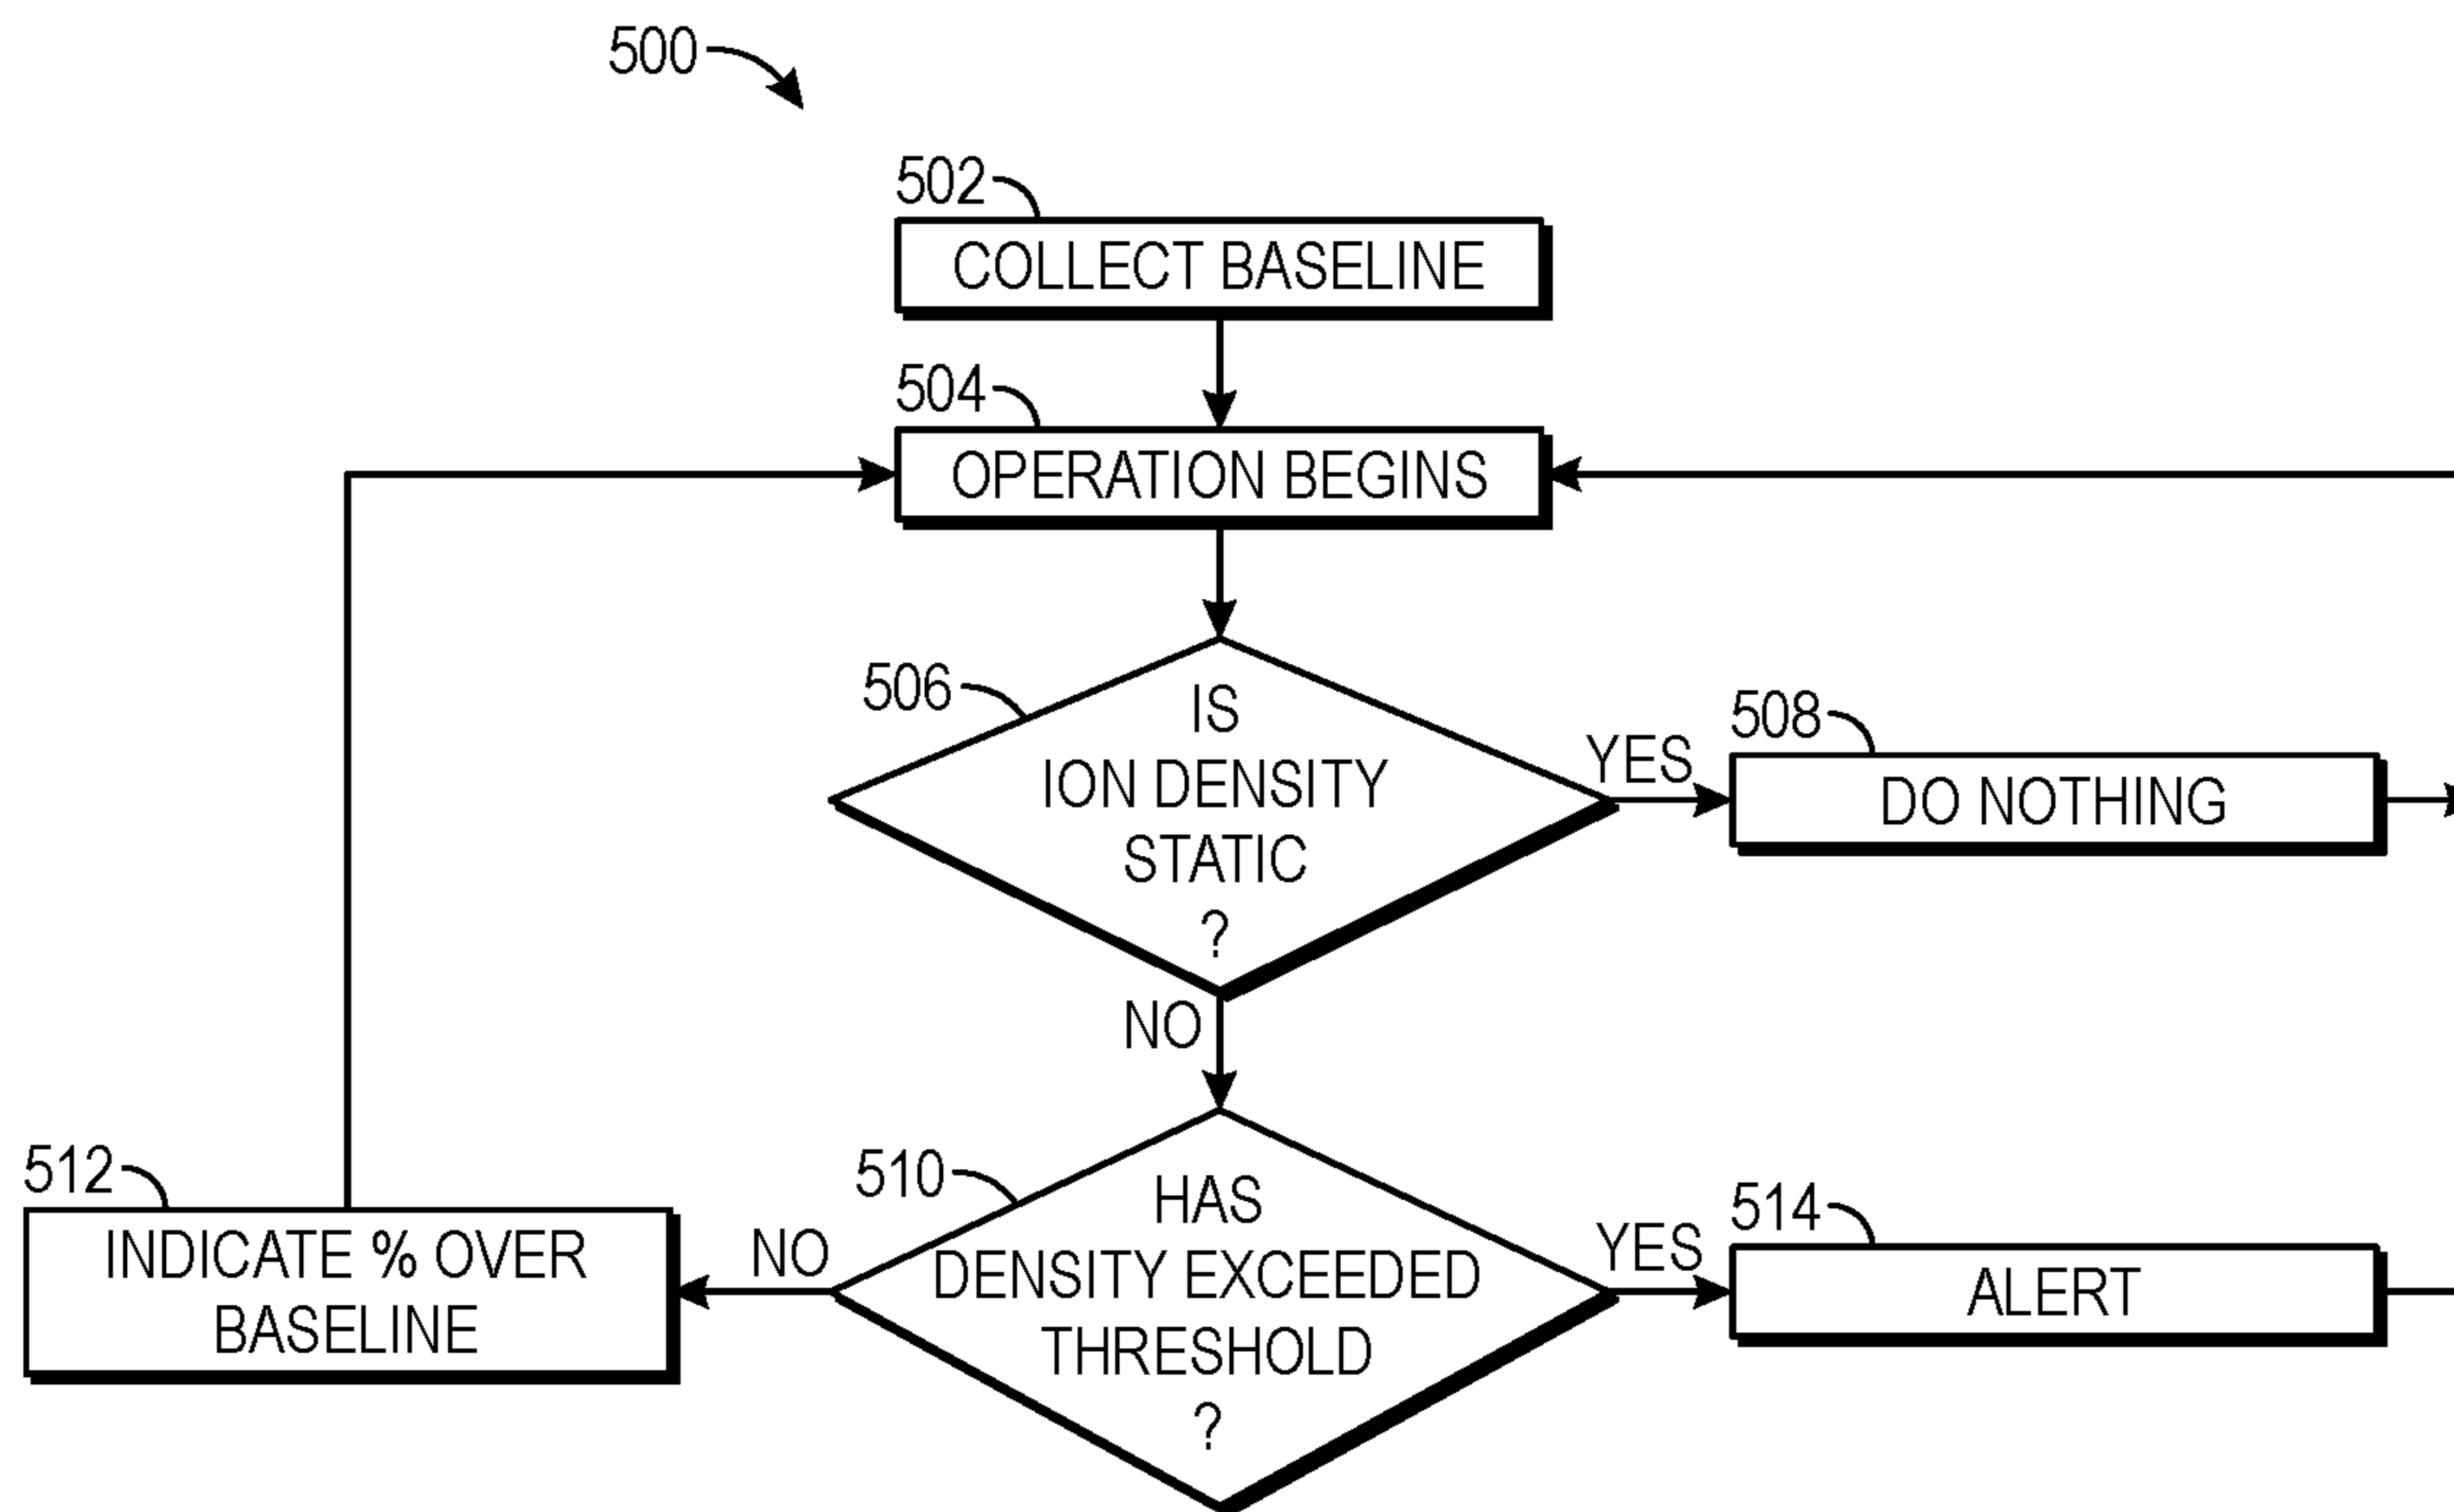 500
502
COLLECT BASELINE
504
OPERATION BEGINS
506
IS
ION DENSITY
STATIC
?
YES
508
DO NOTHING
NO
510
HAS
DENSITY EXCEEDED
THRESHOLD
?
NO
512
INDICATE % OVER
BASELINE
YES
514
ALERT